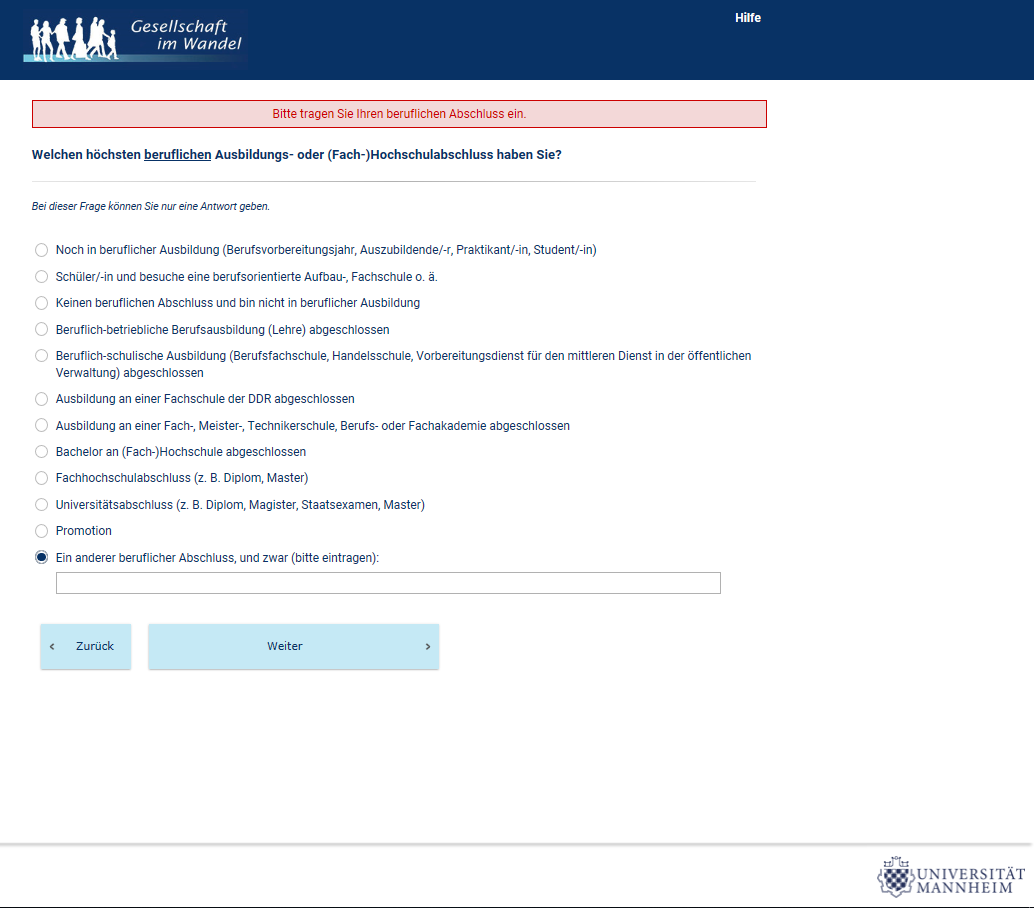 Gesellschaft
im Wandel
Hilfe
Bitte tragen Sie Ihren beruflichen Abschluss ein.
Welchen höchsten beruflichen Ausbildungs- oder (Fach-)Hochschulabschluss haben Sie?
Bei dieser Frage können Sie nur eine Antwort geben.
Noch in beruflicher Ausbildung (Berufsvorbereitungsjahr, Auszubildende/-r, Praktikant/-in, Student/-in)
Schüler/-in und besuche eine berufsorientierte Aufbau-, Fachschule o. ä.
Keinen beruflichen Abschluss und bin nicht in beruflicher Ausbildung
Beruflich-betriebliche Berufsausbildung (Lehre) abgeschlossen
Beruflich-schulische Ausbildung (Berufsfachschule, Handelsschule, Vorbereitungsdienst für den mittleren Dienst in der öffentlichen
Verwaltung) abgeschlossen
Ausbildung an einer Fachschule der DDR abgeschlossen
Ausbildung an einer Fach-, Meister-, Technikerschule, Berufs- oder Fachakademie abgeschlossen
Bachelor an (Fach-)Hochschule abgeschlossen
Fachhochschulabschluss (z. B. Diplom, Master)
Universitätsabschluss (z. B. Diplom, Magister, Staatsexamen, Master)
Promotion
Ein anderer beruflicher Abschluss, und zwar (bitte eintragen):
‹ Zurück
Weiter ›
UNIVERSITÄT
MANNHEIM